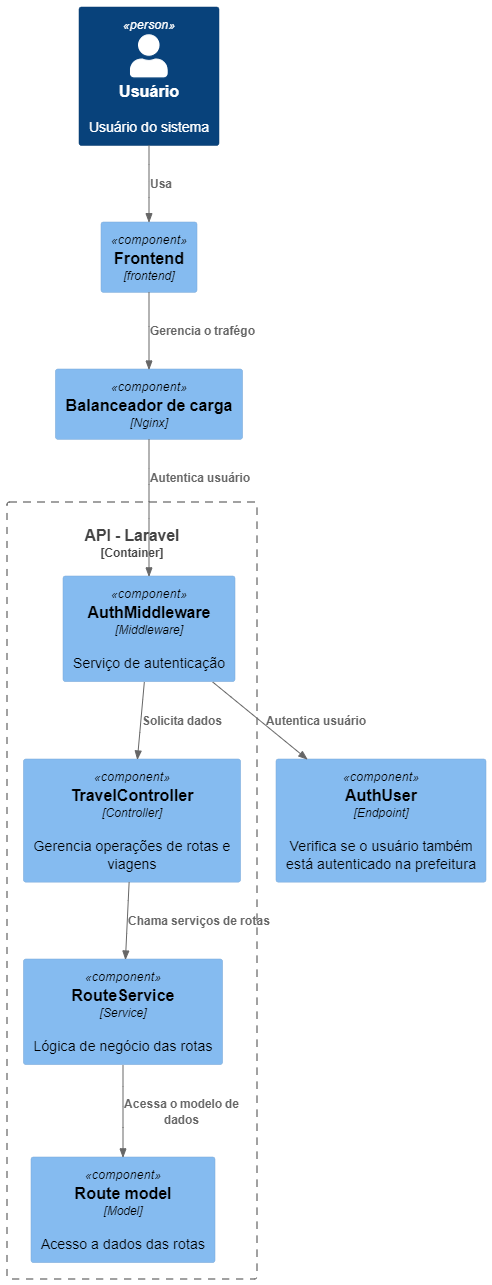 «person»
Usuário
Usuário do sistema
Usa
«component»
Frontend
[frontend]
Gerencia o trafégo
«component»
Balanceador de carga
[Nginx]
Autentica usuário
API - Laravel
[Container]
«component»
AuthMiddleware
[Middleware]
Serviço de autenticação
Solicita dados
Autentica usuário
«component»
TravelController
[Controller]
Gerencia operações de rotas e
viagens
«component»
AuthUser
[Endpoint]
Verifica se o usuário também
está autenticado na prefeitura
Chama serviços de rotas
«component»
RouteService
[Service]
Lógica de negócio das rotas
Acessa o modelo de
dados
«component»
Route model
[Model]
Acesso a dados das rotas